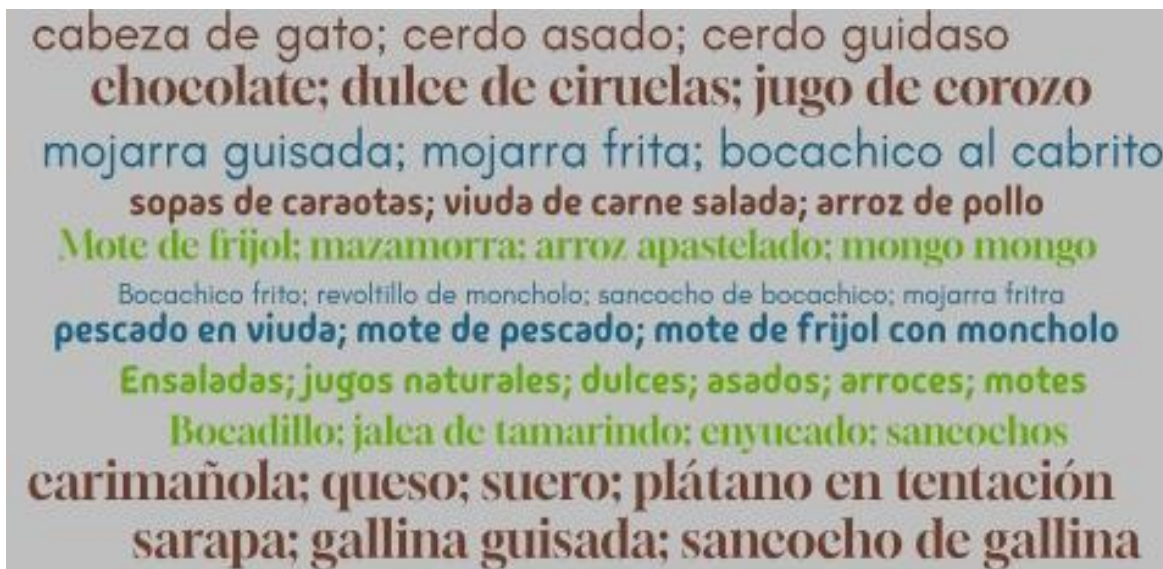 cabeza de gato; cerdo asado; cerdo guidaso
chocolate; dulce de ciruelas; jugo de corozo
mojarra guisada; mojarra frita; bocachico al cabrito
sopas de caraotas; viuda de carne salada; arroz de pollo
Mote de frijol; mazamorra; arroz apastelado; mongo mongo
Bocachico frito; revoltillo de moncholo; sancocho de bocachico; mojarra fritra
pescado en viuda; mote de pescado; mote de frijol con moncholo
Ensaladas; jugos naturales; dulces; asados; arroces; motes
Bocadillo; jalea de tamarindo; enyucado; sancochos
carimañola; queso; suero; plátano en tentación
sarapa; gallina guisada; sancocho de gallina